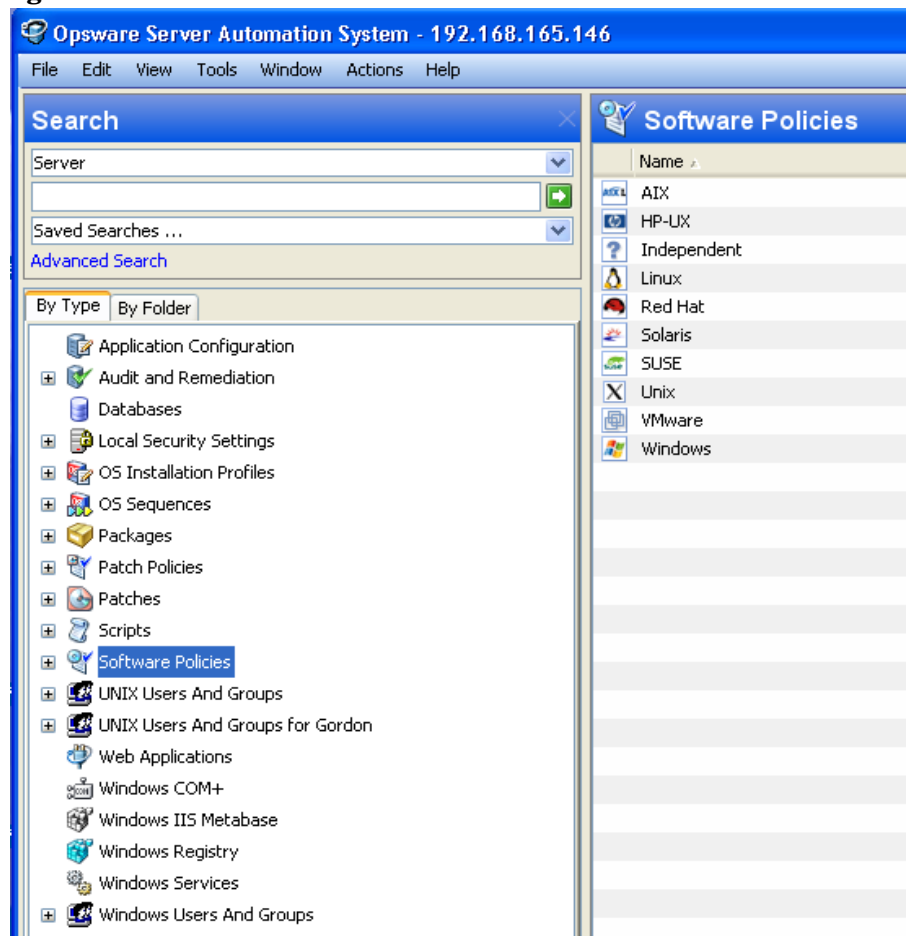 Opsware Server Automation System - 192.168.165.146
File Edit View Tools Window Actions Help
Search
Server
Saved Searches ...
Advanced Search
By Type By Folder
Application Configuration
Audit and Remediation
Databases
Local Security Settings
OS Installation Profiles
OS Sequences
Packages
Patch Policies
Patches
Scripts
Software Policies
UNIX Users And Groups
UNIX Users And Groups for Gordon
Web Applications
Windows COM+
Windows IIS Metabase
Windows Registry
Windows Services
Windows Users And Groups
Software Policies
Name
AIX
HP-UX
Independent
Linux
Red Hat
Solaris
SUSE
Unix
VMware
Windows